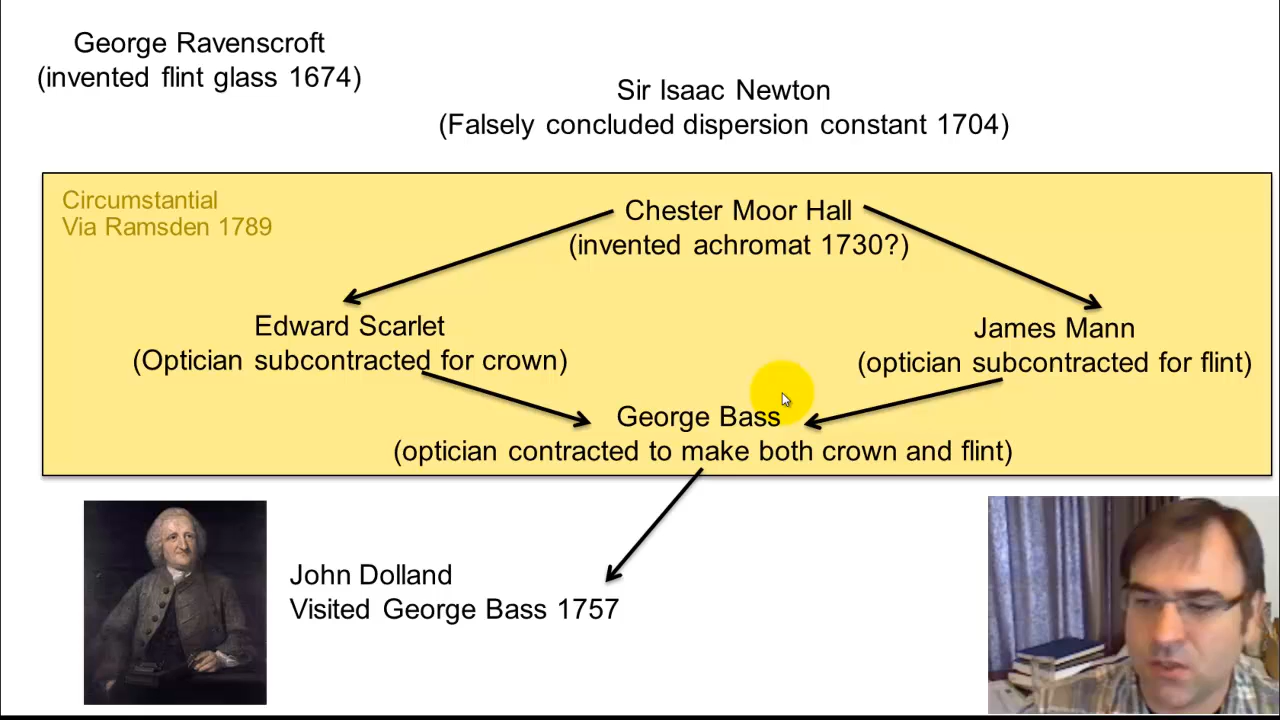 George Ravenscroft
(invented flint glass 1674)
Sir Isaac Newton
(Falsely concluded dispersion constant 1704)
Circumstantial
Via Ramsden 1789
Chester Moor Hall
(invented achromat 1730?)
Edward Scarlet
(Optician subcontracted for crown)
James Mann
(optician subcontracted for flint)
George Bass
(optician contracted to make both crown and flint)
John Dolland
Visited George Bass 1757